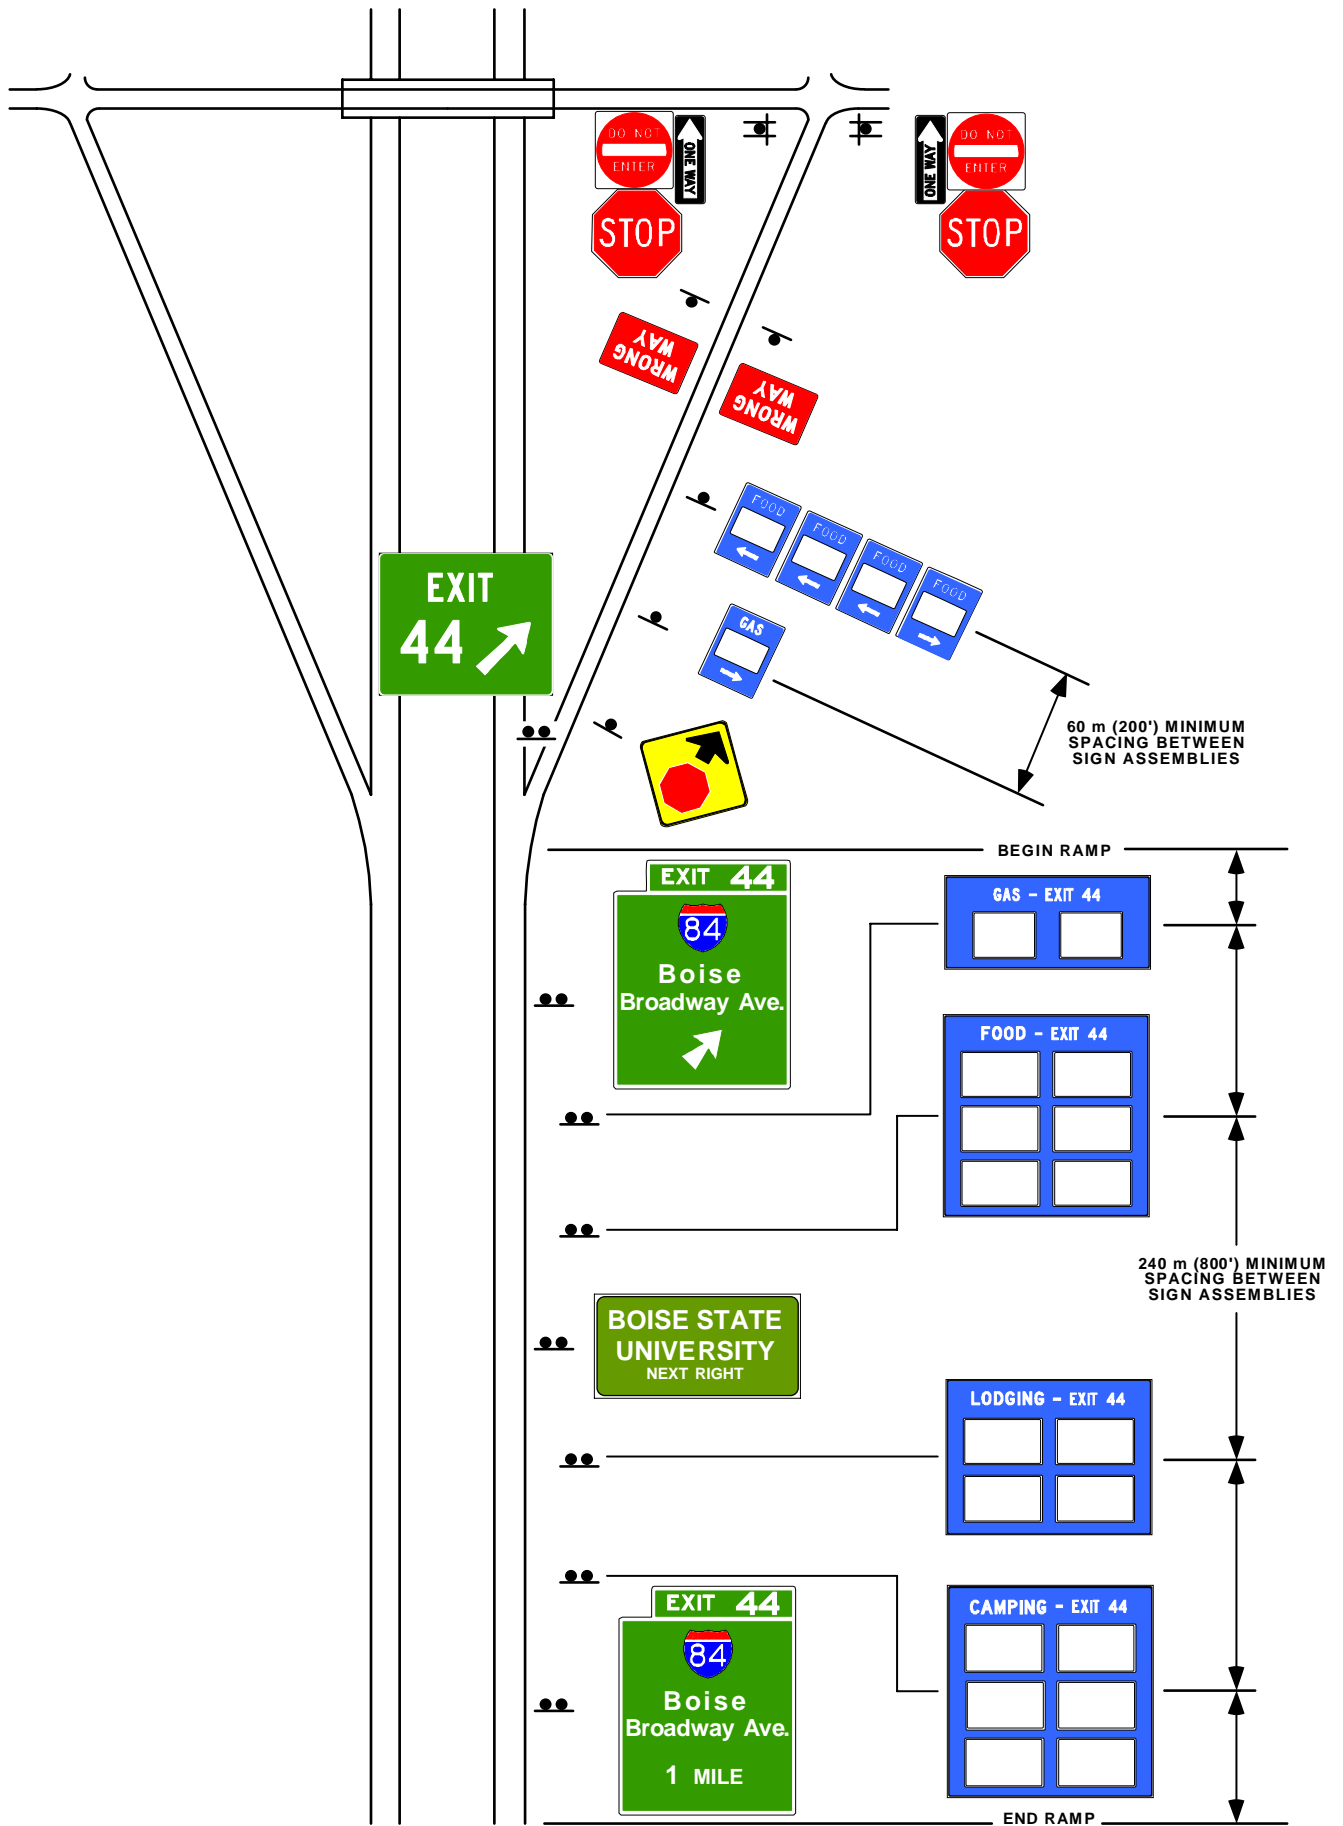 DO NOT
ENTER
ONE WAY
STOP
ONE WAY
DO NOT
ENTER
STOP
WRONG
WAY
WRONG
WAY
FOOD
FOOD
FOOD
FOOD
EXIT
44
GAS
60 m (200') MINIMUM
SPACING BETWEEN
SIGN ASSEMBLIES
BEGIN RAMP
EXIT 44
84
Boise
Broadway Ave.
GAS - EXIT 44
FOOD - EXIT 44
240 m (800') MINIMUM
SPACING BETWEEN
SIGN ASSEMBLIES
BOISE STATE
UNIVERSITY
NEXT RIGHT
LODGING - EXIT 44
EXIT 44
84
Boise
Broadway Ave.
1 MILE
CAMPING - EXIT 44
END RAMP